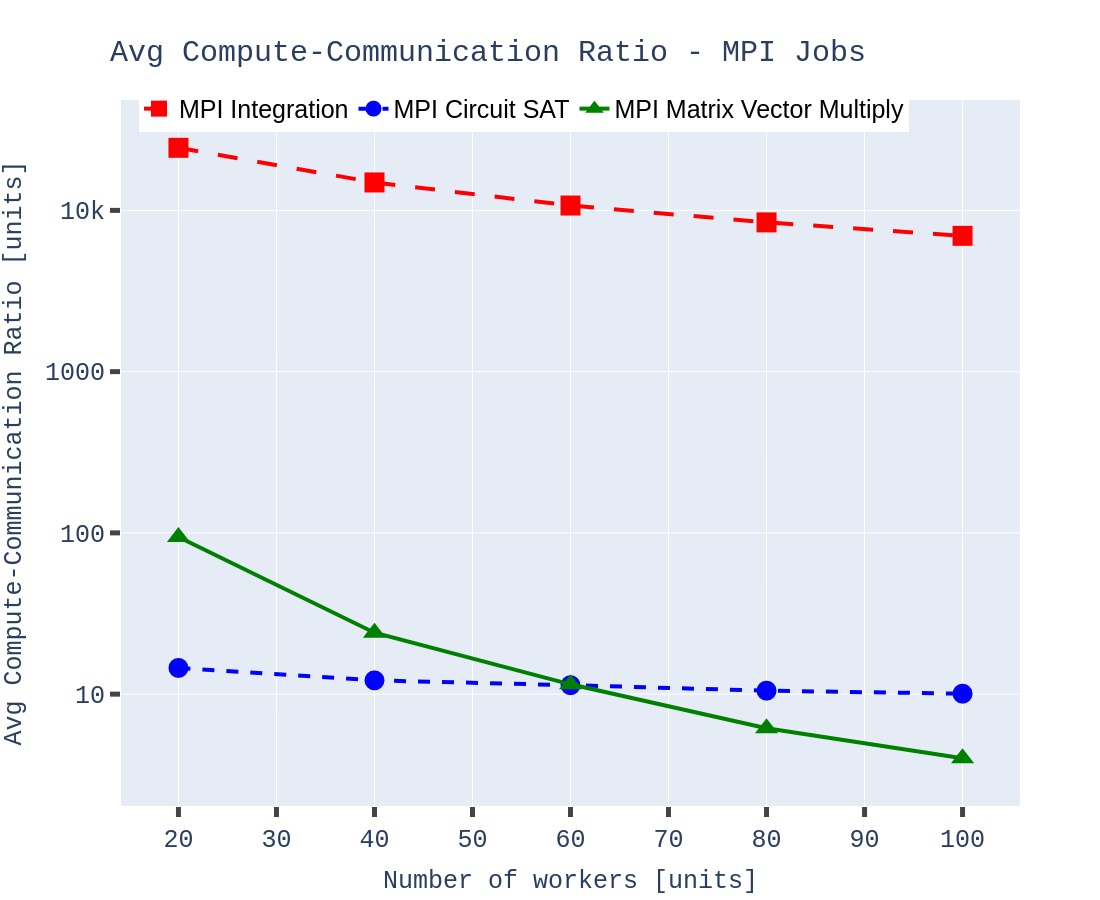 Avg Compute-Communication Ratio - MPI Jobs
MPI Integration MPI Circuit SAT MPI Matrix Vector Multiply
Avg Compute-Communication Ratio [units]
10k
1000
100
10
20 30 40 50 60 70 80 90 100
Number of workers [units]